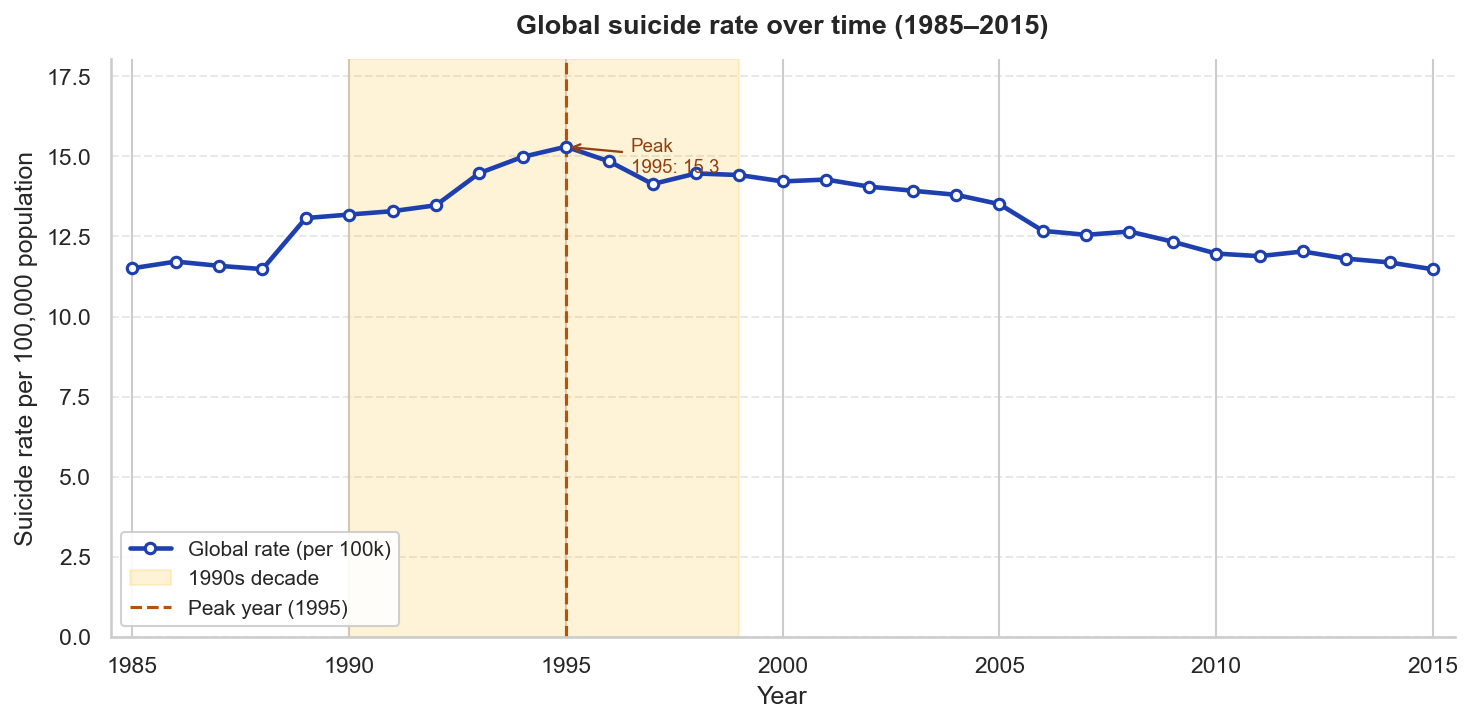 Global suicide rate over time (1985–2015)
Suicide rate per 100,000 population
17.5
15.0
12.5
10.0
7.5
5.0
2.5
0.0
Peak
1995: 15.3
Global rate (per 100k)
1990s decade
Peak year (1995)
1985 1990 1995 2000 2005 2010 2015
Year